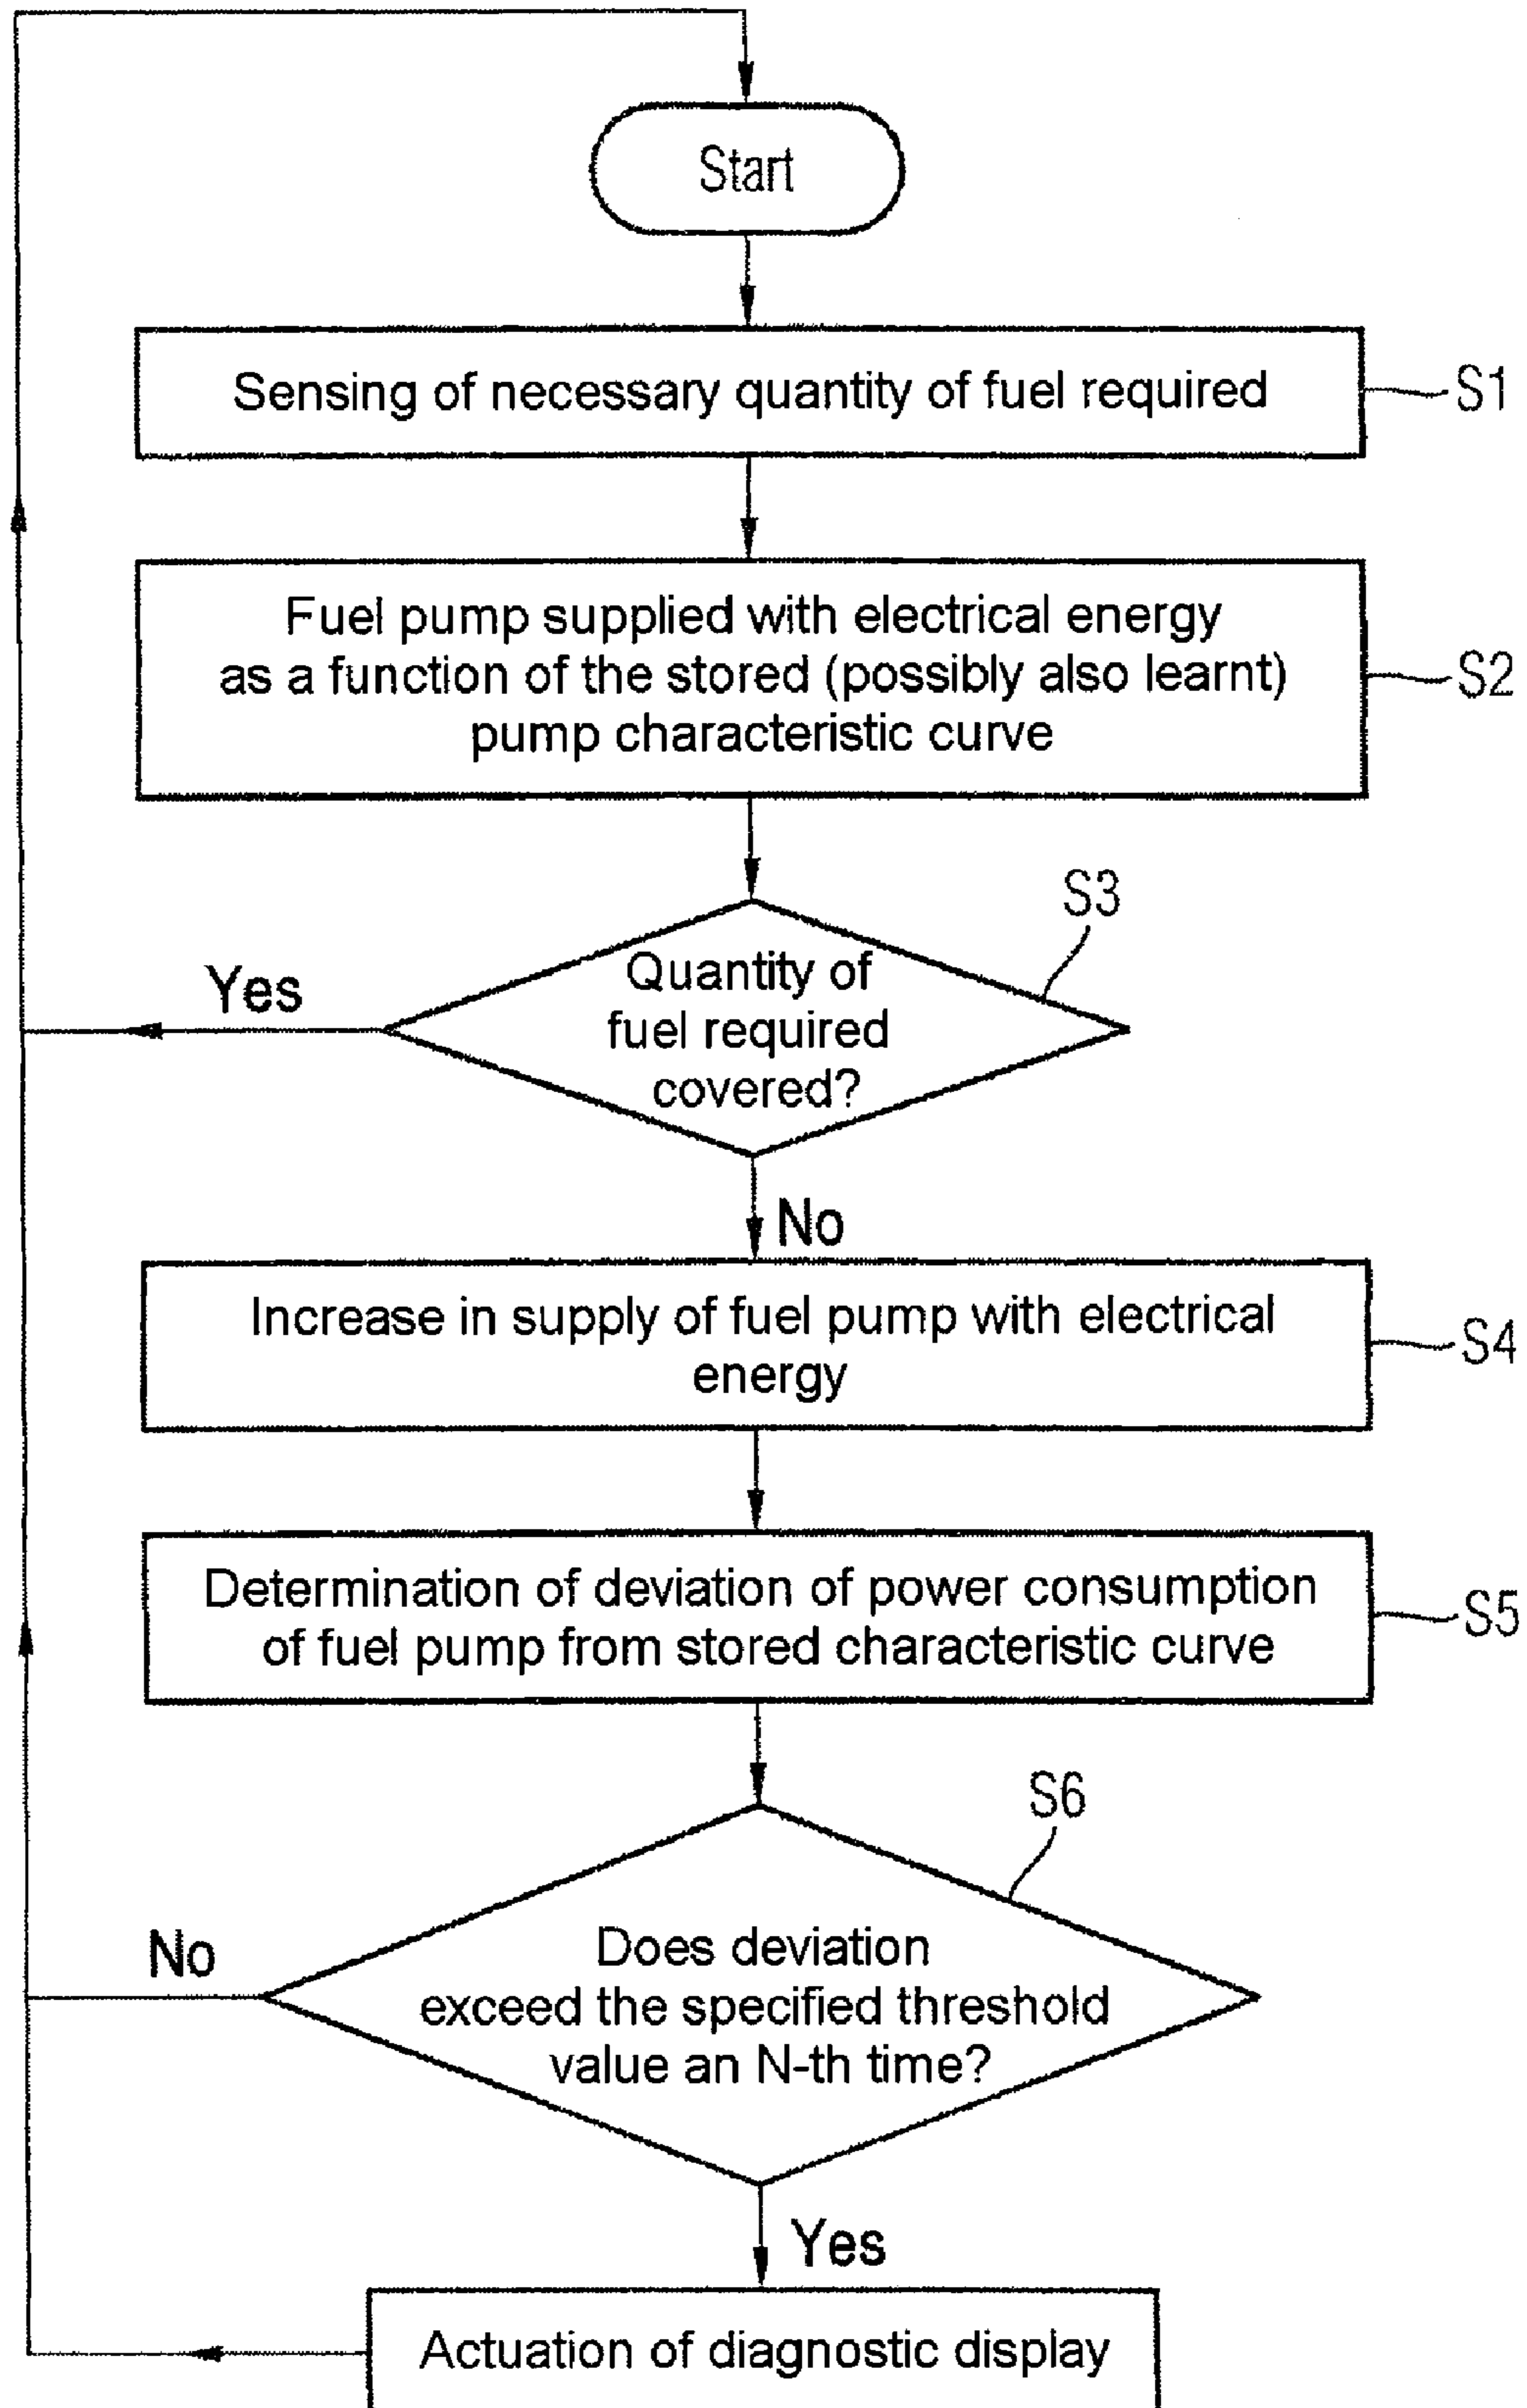 Start
Sensing of necessary quantity of fuel required
S1
Fuel pump supplied with electrical energy
as a function of the stored (possibly also learnt)
pump characteristic curve
S2
S3
Quantity of
fuel required
covered?
Yes
No
Increase in supply of fuel pump with electrical
energy
S4
Determination of deviation of power consumption
of fuel pump from stored characteristic curve
S5
S6
Does deviation
exceed the specified threshold
value an N-th time?
No
Yes
Actuation of diagnostic display